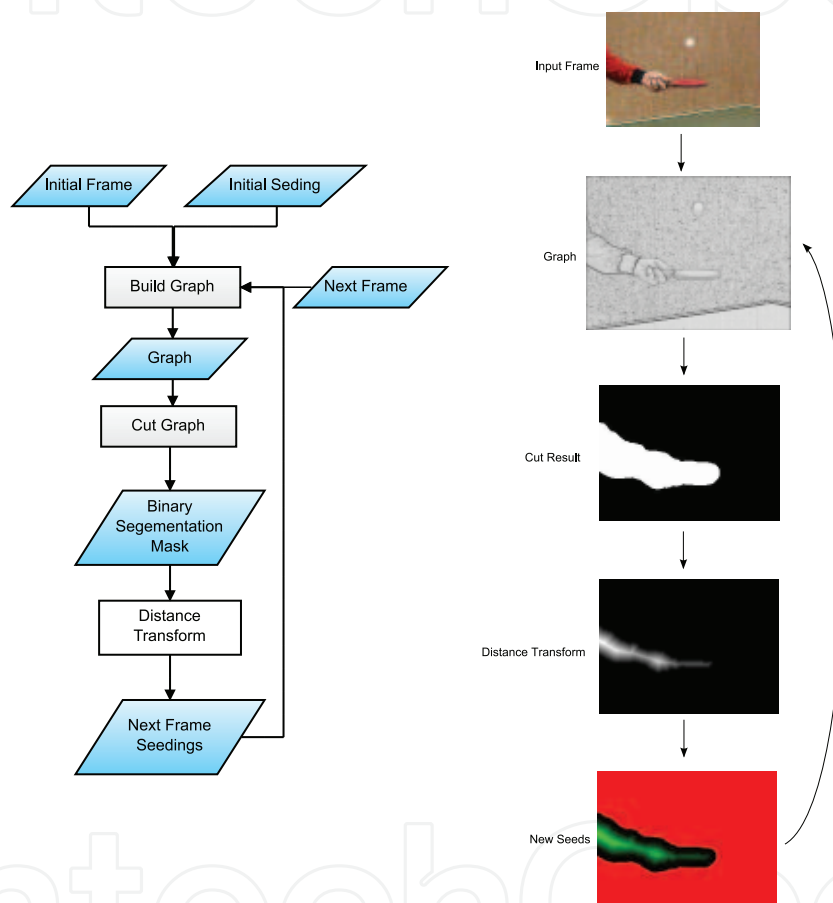 Initial Frame
Initial Seding
Build Graph
Next Frame
Graph
Cut Graph
Binary
Segementation
Mask
Distance
Transform
Next Frame
Seedings
Input Frame
Graph
Cut Result
Distance Transform
New Seeds